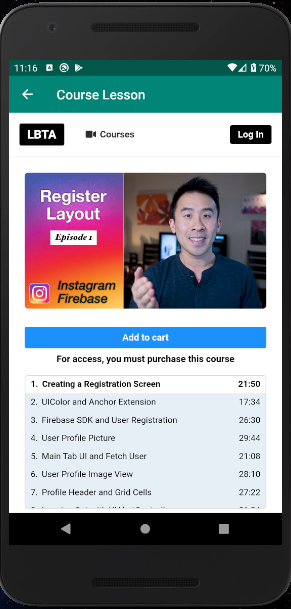 11:16
70%
Course Lesson
LBTA
Courses
Log In
Register
Layout
Episode 1
Instagram
Firebase
Add to cart
For access, you must purchase this course
1. Creating a Registration Screen 21:50
2. UIColor and Anchor Extension 17:34
3. Firebase SDK and User Registration 26:30
4. User Profile Picture 29:44
5. Main Tab UI and Fetch User 21:08
6. User Profile Image View 28:10
7. Profile Header and Grid Cells 27:22